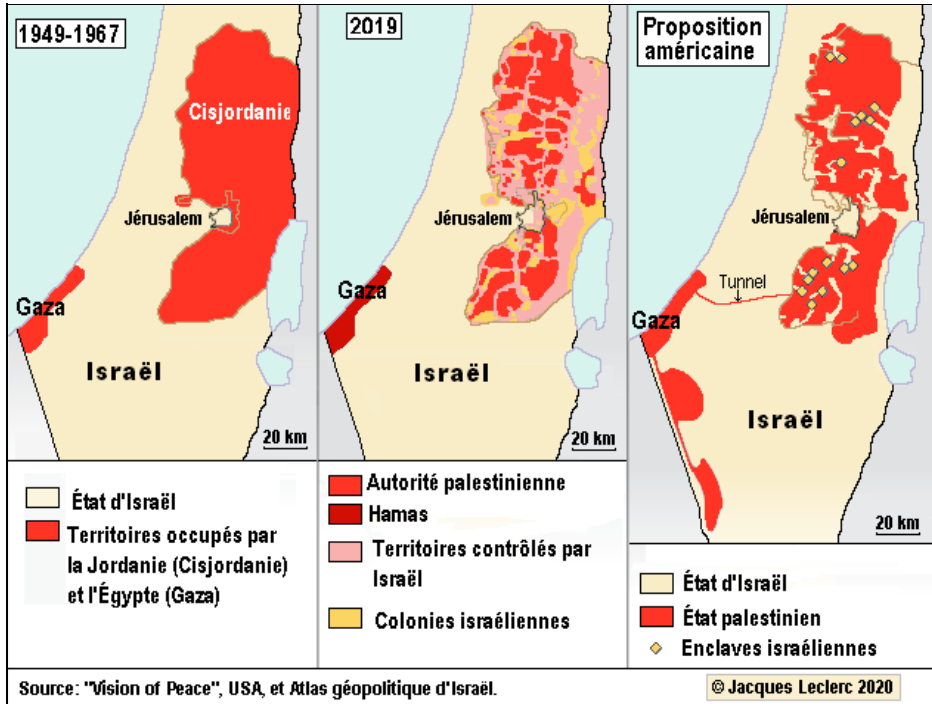 1949-1967
Cisjordanie
Jérusalem
Gaza
Israël
20 km
État d'Israël
Territoires occupés par
la Jordanie (Cisjordanie)
et l'Égypte (Gaza)
2019
Jérusalem
Gaza
Israël
20 km
Autorité palestinienne
Hamas
Territoires contrôlés par
Israël
Colonies israéliennes
Proposition
américaine
Jérusalem
Tunnel
Gaza
Israël
20 km
État d'Israël
État palestinien
Enclaves israéliennes
Source: "Vision of Peace", USA, et Atlas géopolitique d'Israël.
© Jacques Leclerc 2020